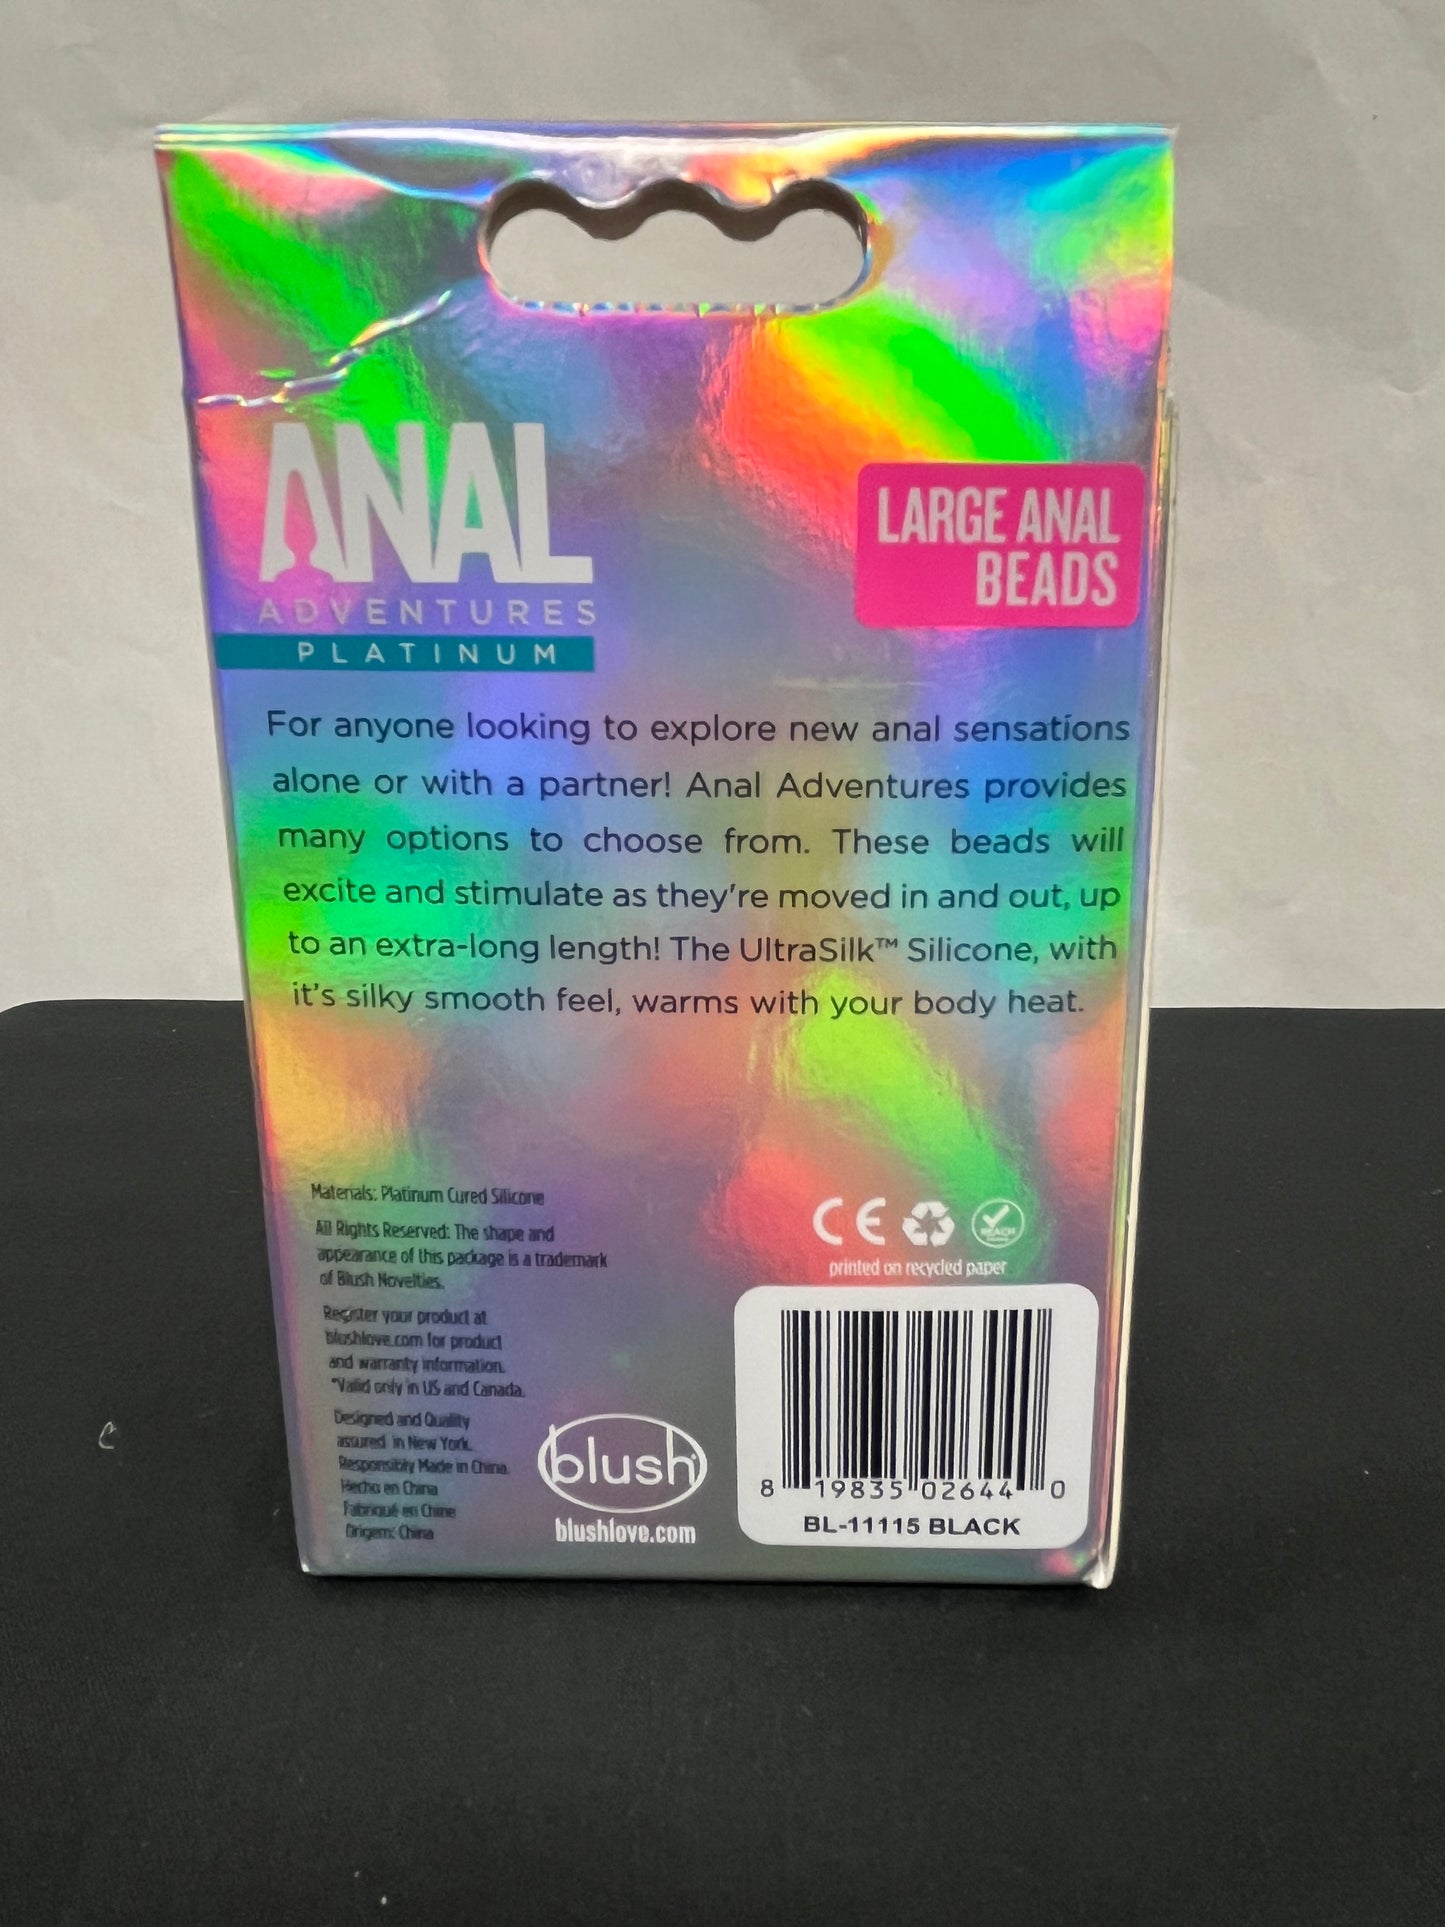 ANAL
ADVENTURES
PLATINUM
LARGE ANAL
BEADS
For anyone looking to explore new anal sensations
alone or with a partner! Anal Adventures provides
many options to choose from. These beads will
excite and stimulate as they're moved in and out, up
to an extra-long length! The UltraSilk™ Silicone, with
it's silky smooth feel, warms with your body heat.
Materials: Platinum Cured Silicone
All Rights Reserved: The shape and
appearance of this package is a trademark
of Blush Novelties.
Register your product at
blushlove.com for product
and warranty information.
*Valid only in US and Canada.
Designed and Quality
assured in New York.
Responsibly Made in China.
Hecho en China
Fabriqué en Chine
Origem: China
blush
blushlove.com
CE
REACH
printed on recycled paper
8 19835 02644 0
BL-11115 BLACK